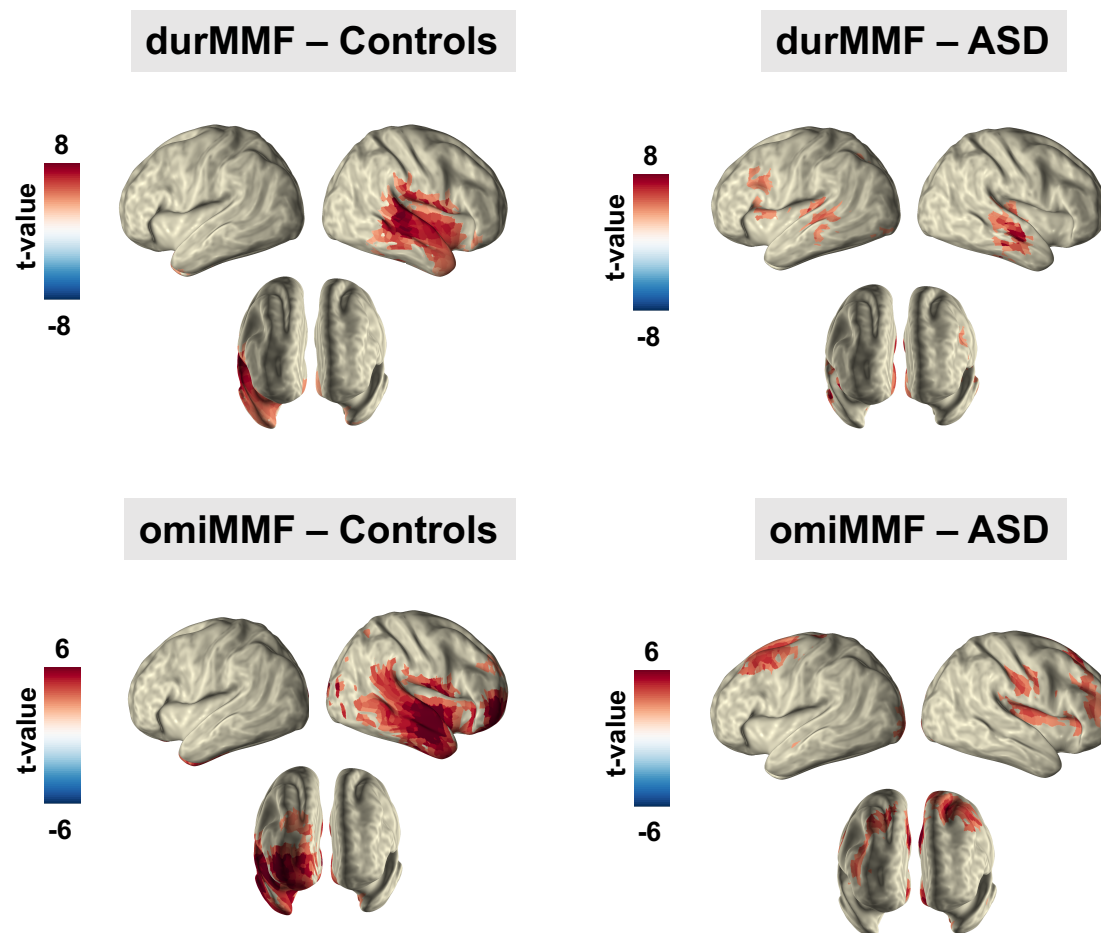 durMMF – Controls
durMMF – ASD
8
t-value
-8
8
t-value
-8
omiMMF – Controls
omiMMF – ASD
6
t-value
-6
6
t-value
-6